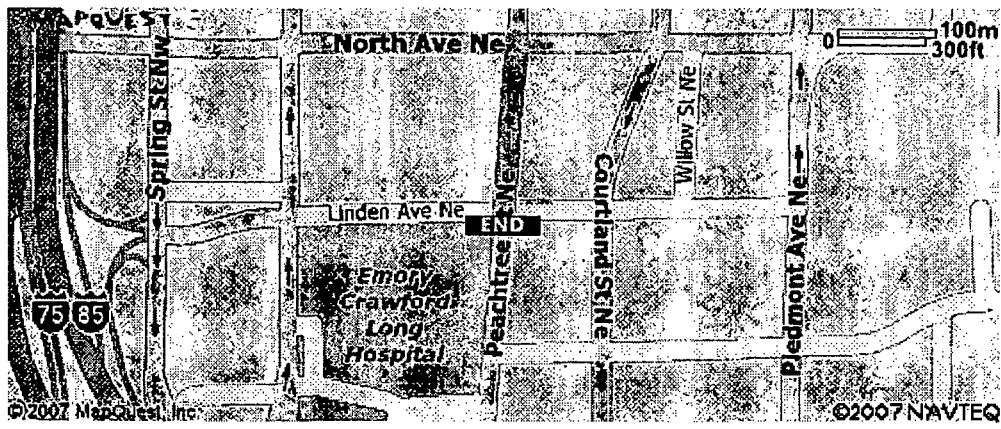 MAPQUEST
North Ave Ne
0 100m
300ft
Spring St NW
Willow St Ne
Linden Ave Ne
END
Peachtree St Ne
Courtland St Ne
Piedmont Ave Ne
Emory
Crawford
Long
Hospital
75 85
©2007 MapQuest, Inc.
©2007 NAVTEQ